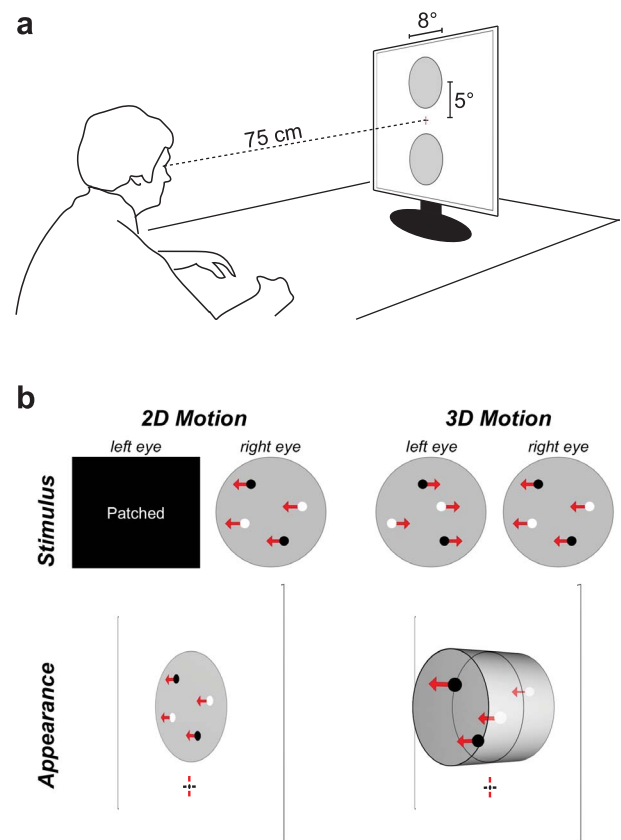 a
8°
5°
75 cm
b
2D Motion
3D Motion
left eye
right eye
left eye
right eye
Stimulus
Patched
Appearance